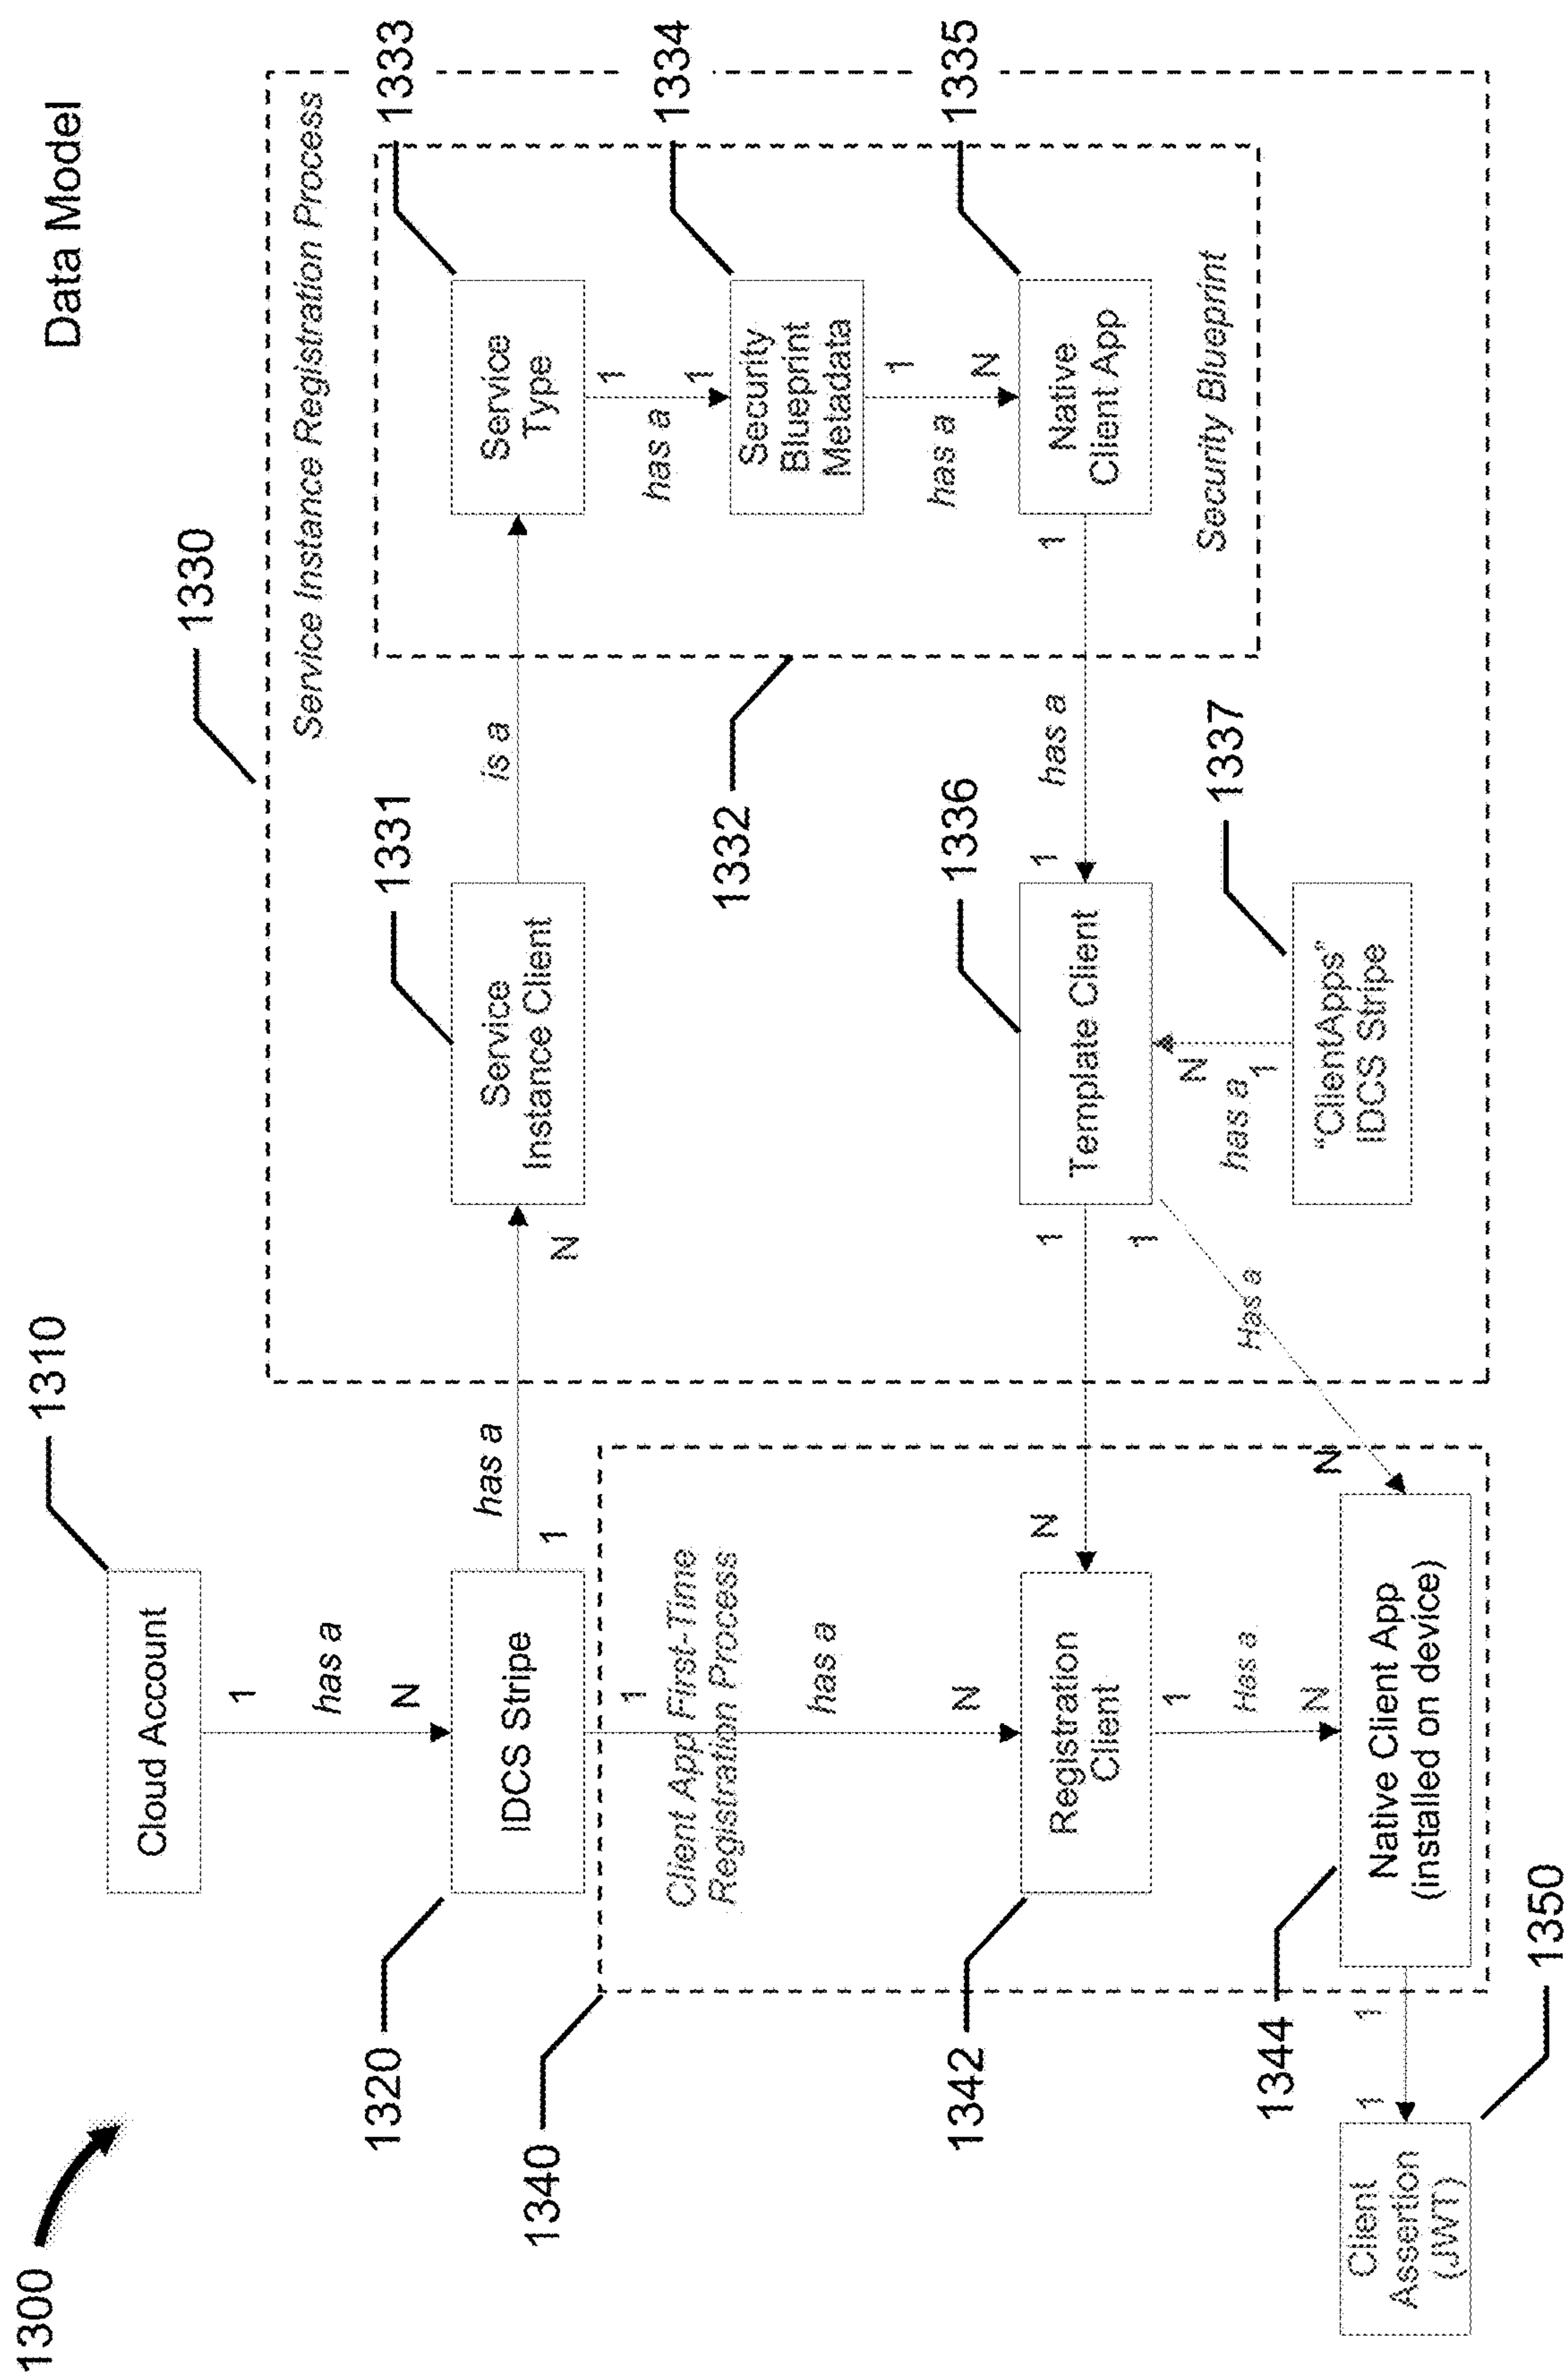 1300
Data Model
Cloud Account
1310
1
has a
N
1330
Service Instance Registration Process
1320
IDCS Stripe
1
has a
N
1331
Service
Instance Client
is a
1333
Service
Type
1
has a
1
1334
Security
Blueprint
Metadata
1
has a
N
1335
Native
Client App
Security Blueprint
1332
1340
Client App First-Time
Registration Process
1
has a
N
1342
Registration
Client
N
1
1336
Template Client
1
has a
1
1
Has a
N
1
Has a
N
N
has a
1
1337
"ClientApps"
IDCS Stripe
1344
Native Client App
(installed on device)
1
1
Client
Assertion
(JWT)
1350